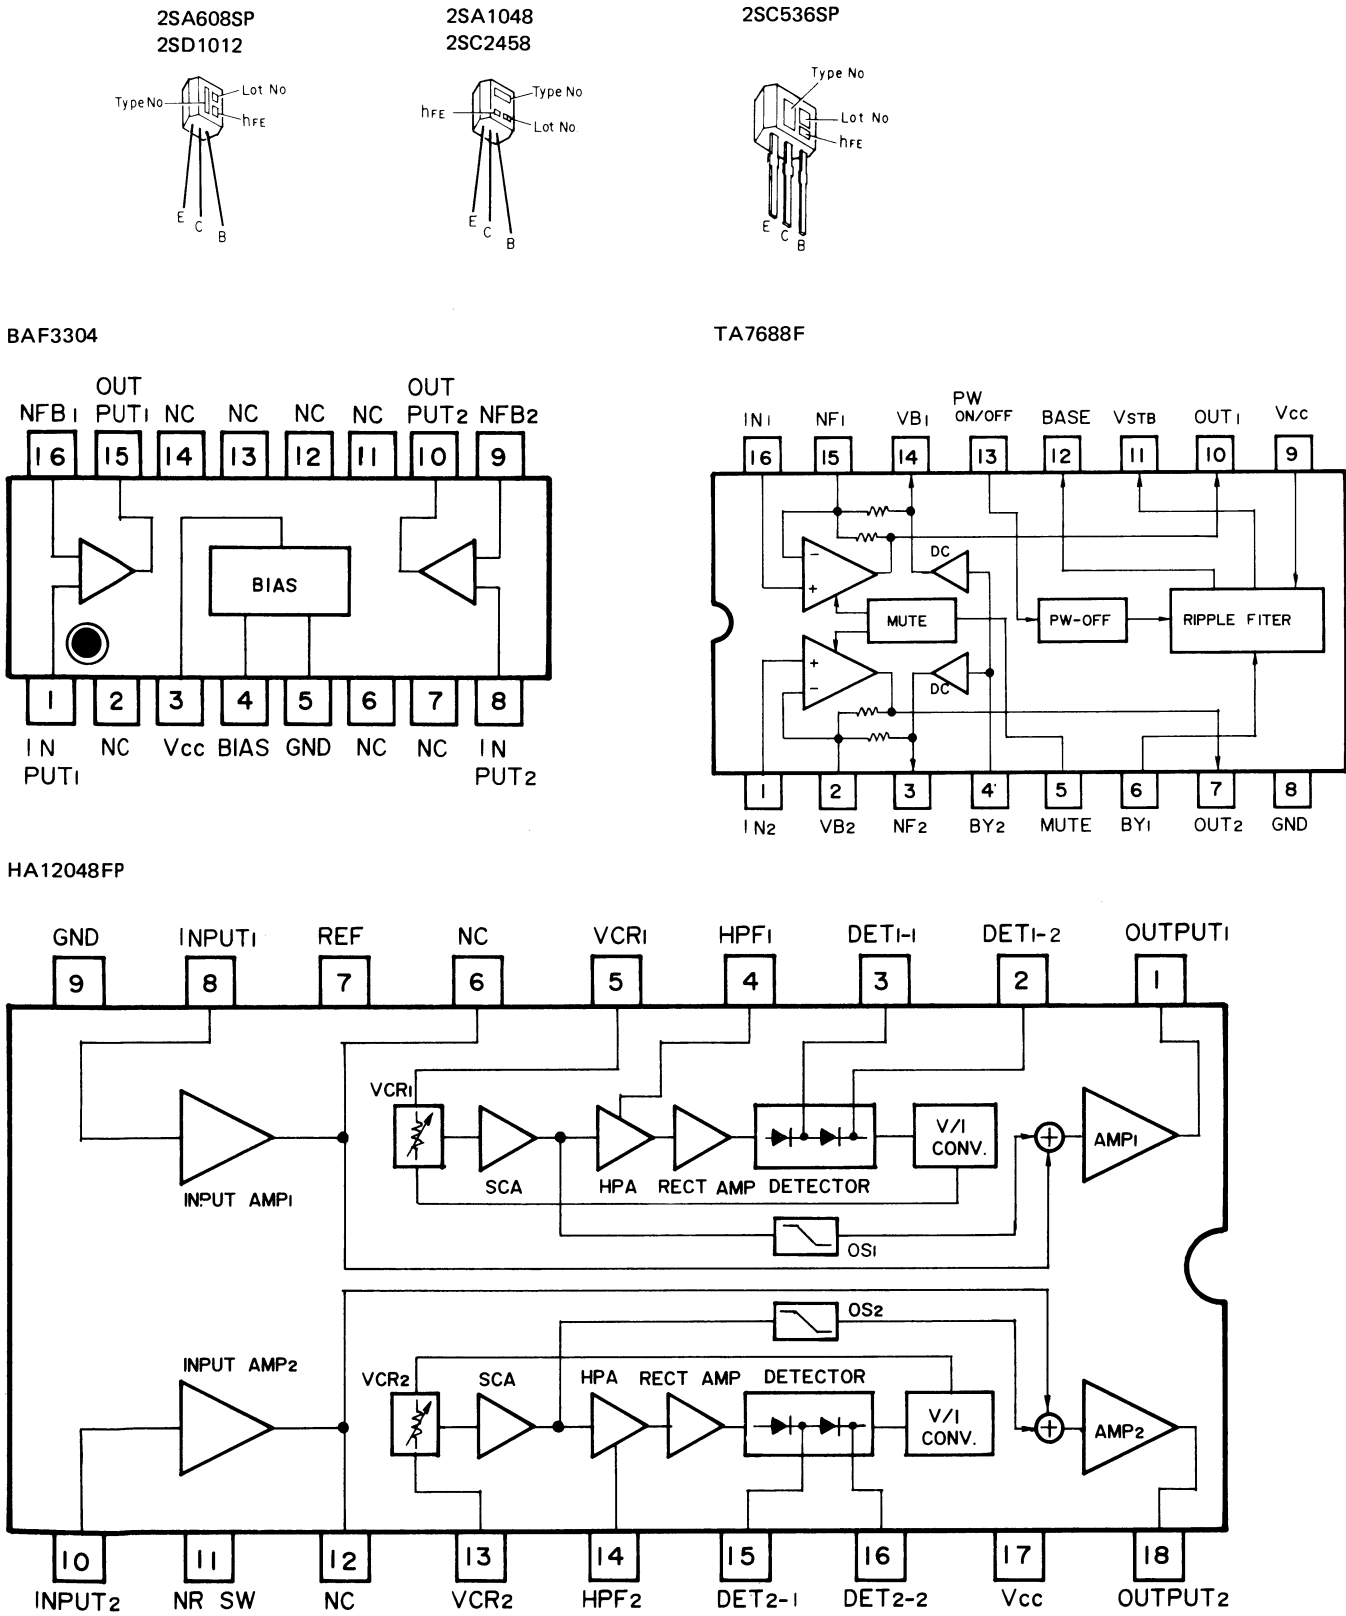 2SA608SP
2SD1012
Type No
Lot No
hFE
E C B
2SA1048
2SC2458
Type No
hFE
Lot No.
E C B
2SC536SP
Type No
Lot No
hFE
E C B
BAF3304
NFB1 OUT PUT1 NC NC NC NC OUT PUT2 NFB2
16 15 14 13 12 11 10 9
BIAS
1 2 3 4 5 6 7 8
IN PUT1 NC Vcc BIAS GND NC NC IN PUT2
TA7688F
IN1 NF1 VB1 PW ON/OFF BASE VSTB OUT1 Vcc
16 15 14 13 12 11 10 9
− + DC
MUTE PW-OFF RIPPLE FITER
+ − DC
1 2 3 4 5 6 7 8
IN2 VB2 NF2 BY2 MUTE BY1 OUT2 GND
HA12048FP
GND INPUT1 REF NC VCR1 HPF1 DET1-1 DET1-2 OUTPUT1
9 8 7 6 5 4 3 2 1
VCR1
V/I CONV.
+
AMP1
INPUT AMP1 SCA HPA RECT AMP DETECTOR
OS1
OS2
INPUT AMP2 VCR2 SCA HPA RECT AMP DETECTOR
V/I CONV.
+
AMP2
10 11 12 13 14 15 16 17 18
INPUT2 NR SW NC VCR2 HPF2 DET2-1 DET2-2 Vcc OUTPUT2